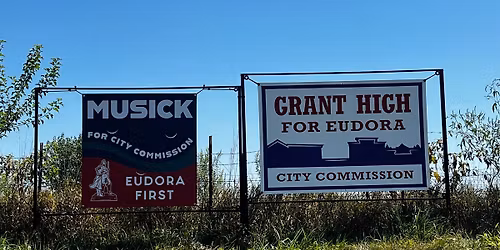 MUSICK
FOR CITY COMMISSION
EUDORA
FIRST
GRANT HIGH
FOR EUDORA
CITY COMMISSION